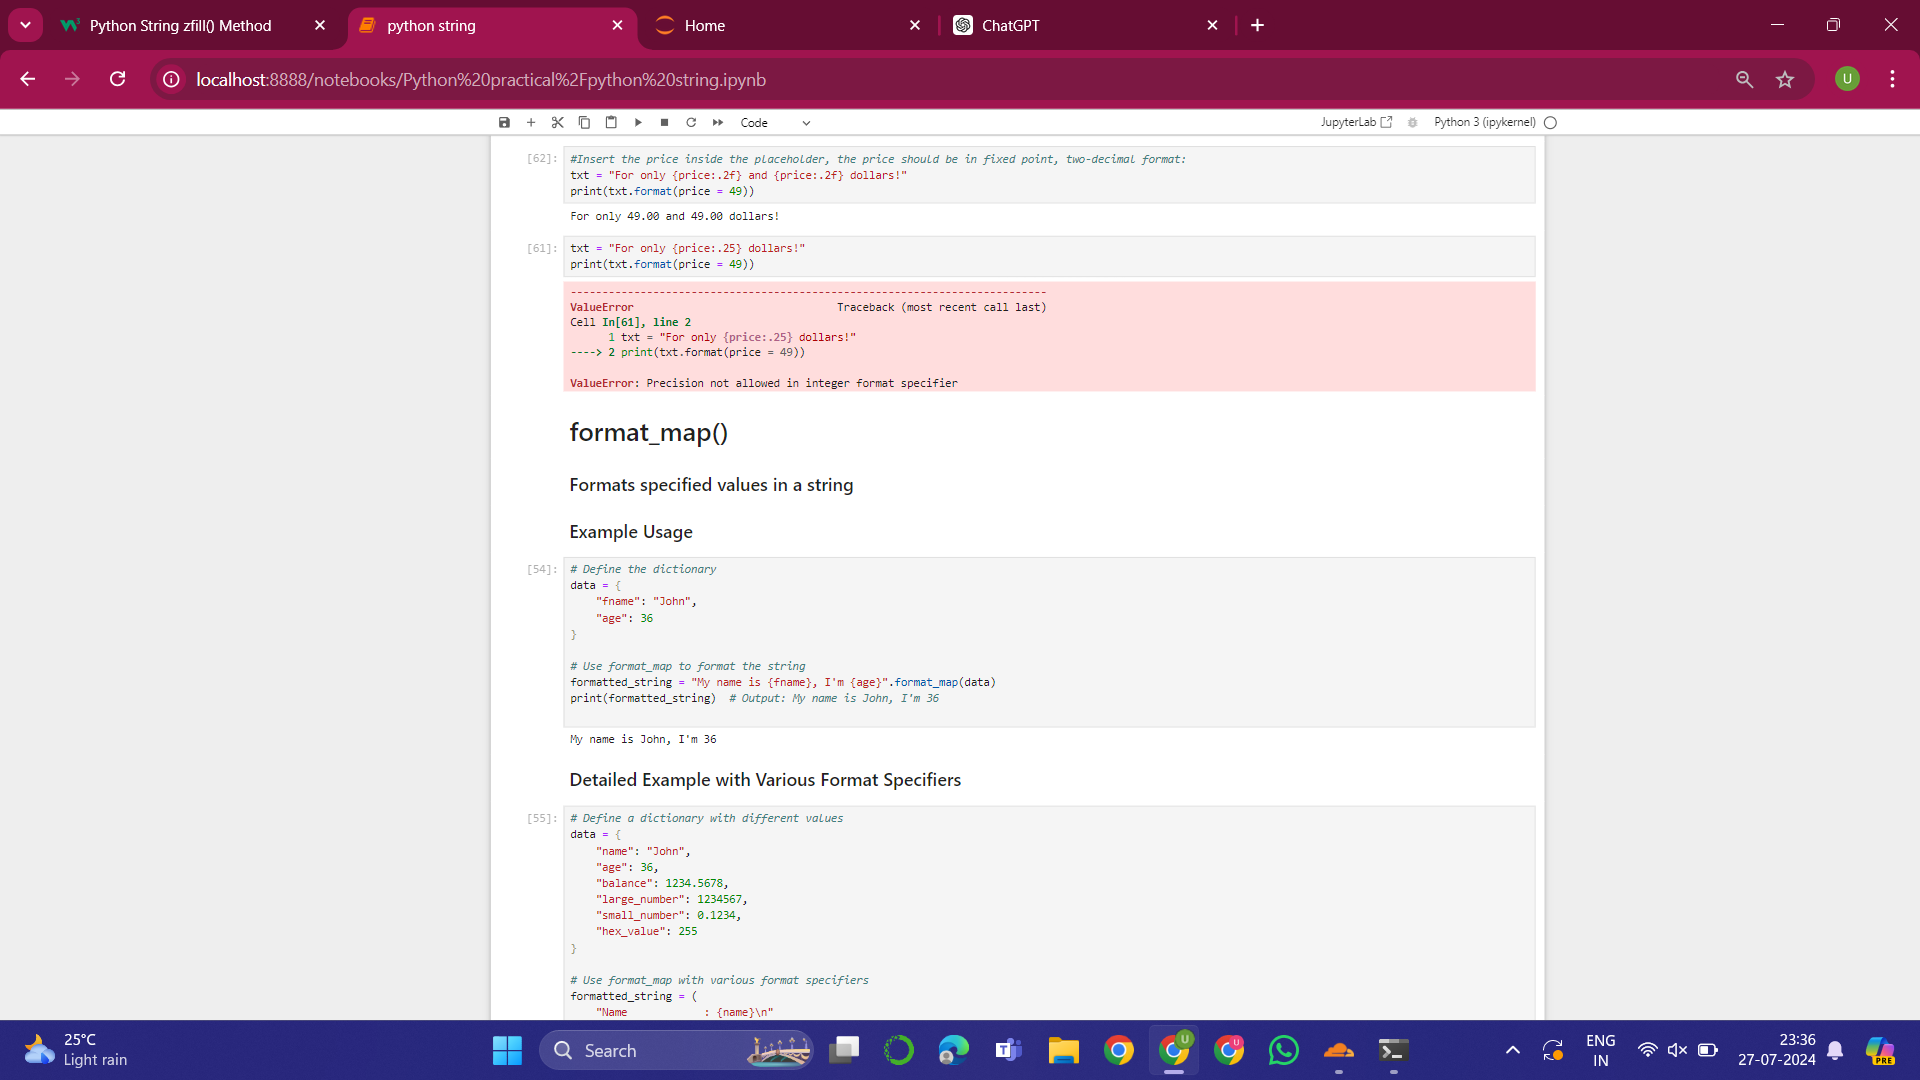 Python String zfill() Method
python string
Home
ChatGPT
localhost:8888/notebooks/Python%20practical%2Fpython%20string.ipynb
U
Code
JupyterLab
Python 3 (ipykernel)
[62]:
#Insert the price inside the placeholder, the price should be in fixed point, two-decimal format:
txt = "For only {price:.2f} and {price:.2f} dollars!"
print(txt.format(price = 49))
For only 49.00 and 49.00 dollars!
[61]:
txt = "For only {price:.25} dollars!"
print(txt.format(price = 49))
---------------------------------------------------------------------------
ValueError                                Traceback (most recent call last)
Cell In[61], line 2
      1 txt = "For only {price:.25} dollars!"
----> 2 print(txt.format(price = 49))
ValueError: Precision not allowed in integer format specifier
format_map()
Formats specified values in a string
Example Usage
[54]:
# Define the dictionary
data = {
    "fname": "John",
    "age": 36
}
# Use format_map to format the string
formatted_string = "My name is {fname}, I'm {age}".format_map(data)
print(formatted_string)  # Output: My name is John, I'm 36
My name is John, I'm 36
Detailed Example with Various Format Specifiers
[55]:
# Define a dictionary with different values
data = {
    "name": "John",
    "age": 36,
    "balance": 1234.5678,
    "large_number": 1234567,
    "small_number": 0.1234,
    "hex_value": 255
}
# Use format_map with various format specifiers
formatted_string = (
    "Name            : {name}\n"
25°C
Light rain
Search
U
U
ENG
IN
23:36
27-07-2024
PRE